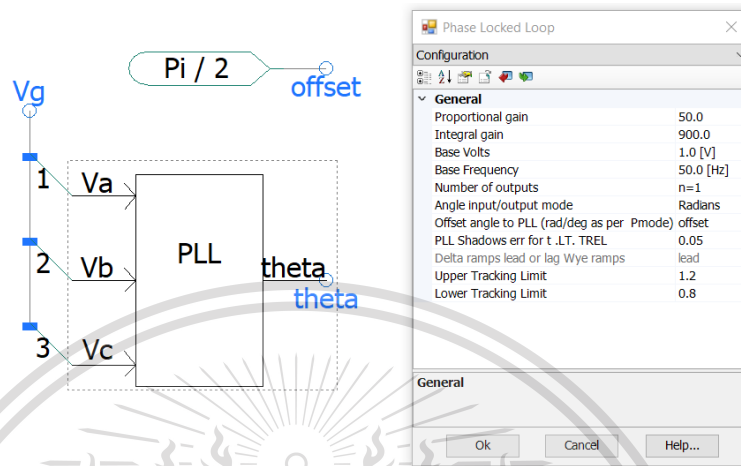 Pi / 2
offset
Vg
1
Va
2
Vb
3
Vc
PLL
theta
theta
Phase Locked Loop
Configuration
General
Proportional gain 50.0
Integral gain 900.0
Base Volts 1.0 [V]
Base Frequency 50.0 [Hz]
Number of outputs n=1
Angle input/output mode Radians
Offset angle to PLL (rad/deg as per Pmode) offset
PLL Shadows err for t .LT. TREL 0.05
Delta ramps lead or lag Wye ramps lead
Upper Tracking Limit 1.2
Lower Tracking Limit 0.8
General
Ok Cancel Help...